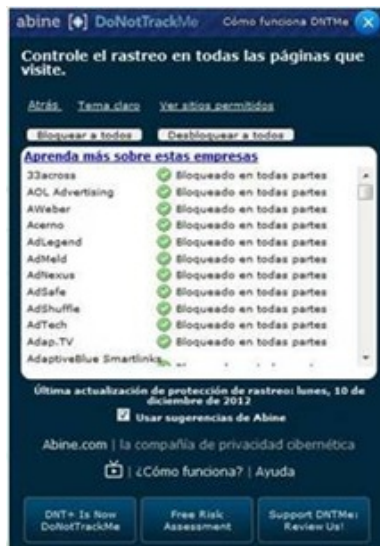 abine [+] DoNotTrackMe Cómo funciona DNTMe X
Controle el rastreo en todas las páginas que
visite.
Atrás Tema claro Ver sitios permitidos
Bloquear a todos Desbloquear a todos
Aprenda más sobre estas empresas
33across Bloqueado en todas partes
AOL Advertising Bloqueado en todas partes
AWeber Bloqueado en todas partes
Acerno Bloqueado en todas partes
AdLegend Bloqueado en todas partes
AdMeld Bloqueado en todas partes
AdNexus Bloqueado en todas partes
AdSafe Bloqueado en todas partes
AdShuffle Bloqueado en todas partes
AdTech Bloqueado en todas partes
Adap.TV Bloqueado en todas partes
AdaptiveBlue Smartlinks Bloqueado en todas partes
Última actualización de protección de rastreo: lunes, 10 de
diciembre de 2012
Usar sugerencias de Abine
Abine.com | la compañía de privacidad cibernética
| ¿Cómo funciona? | Ayuda
DNT+ Is Now
DoNotTrackMe
Free Risk
Assessment
Support DNTMe:
Review Us!